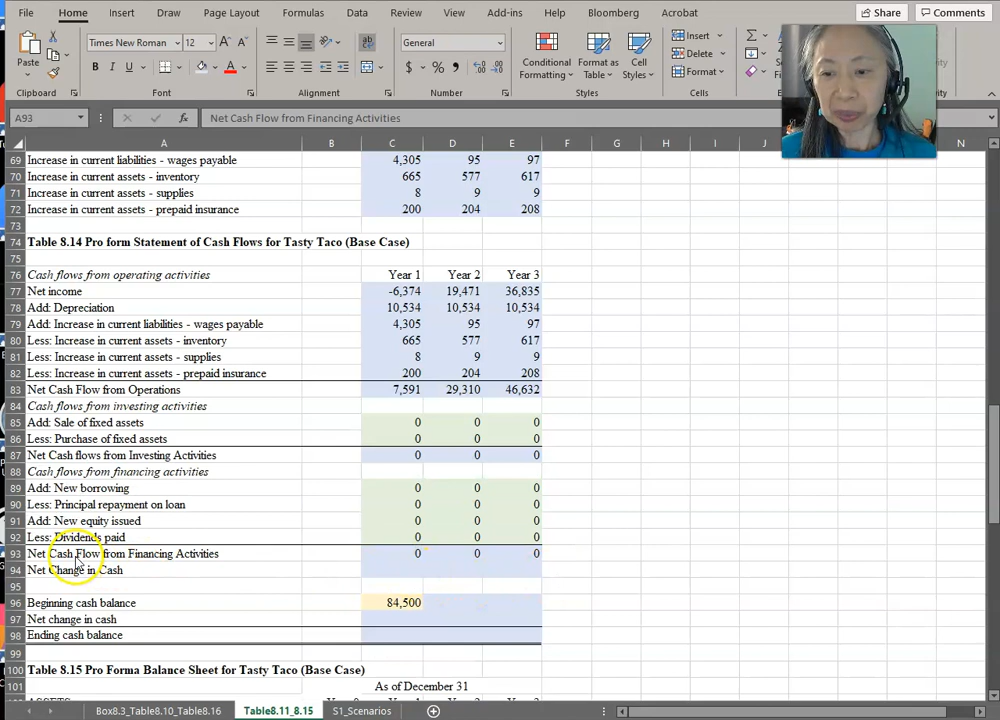 File Home Insert Draw Page Layout Formulas Data Review View Add-ins Help Bloomberg Acrobat Share Comments
Times New Roman 12 General Insert
Paste B I U Conditional Formatting Format as Table Cell Styles Delete
Format
Clipboard Font Alignment Number Styles Cells
A93 fx Net Cash Flow from Financing Activities
A B C D E F G H I J K L M N
69 Increase in current liabilities - wages payable 4,305 95 97
70 Increase in current assets - inventory 665 577 617
71 Increase in current assets - supplies 8 9 9
72 Increase in current assets - prepaid insurance 200 204 208
73
74 Table 8.14 Pro form Statement of Cash Flows for Tasty Taco (Base Case)
75
76 Cash flows from operating activities Year 1 Year 2 Year 3
77 Net income -6,374 19,471 36,835
78 Add: Depreciation 10,534 10,534 10,534
79 Add: Increase in current liabilities - wages payable 4,305 95 97
80 Less: Increase in current assets - inventory 665 577 617
81 Less: Increase in current assets - supplies 8 9 9
82 Less: Increase in current assets - prepaid insurance 200 204 208
83 Net Cash Flow from Operations 7,591 29,310 46,632
84 Cash flows from investing activities
85 Add: Sale of fixed assets 0 0 0
86 Less: Purchase of fixed assets 0 0 0
87 Net Cash flows from Investing Activities 0 0 0
88 Cash flows from financing activities
89 Add: New borrowing 0 0 0
90 Less: Principal repayment on loan 0 0 0
91 Add: New equity issued 0 0 0
92 Less: Dividends paid 0 0 0
93 Net Cash Flow from Financing Activities 0 0 0
94 Net Change in Cash
95
96 Beginning cash balance 84,500
97 Net change in cash
98 Ending cash balance
99
100 Table 8.15 Pro Forma Balance Sheet for Tasty Taco (Base Case)
101 As of December 31
Box8.3_Table8.10_Table8.16 Table8.11_8.15 S1_Scenarios